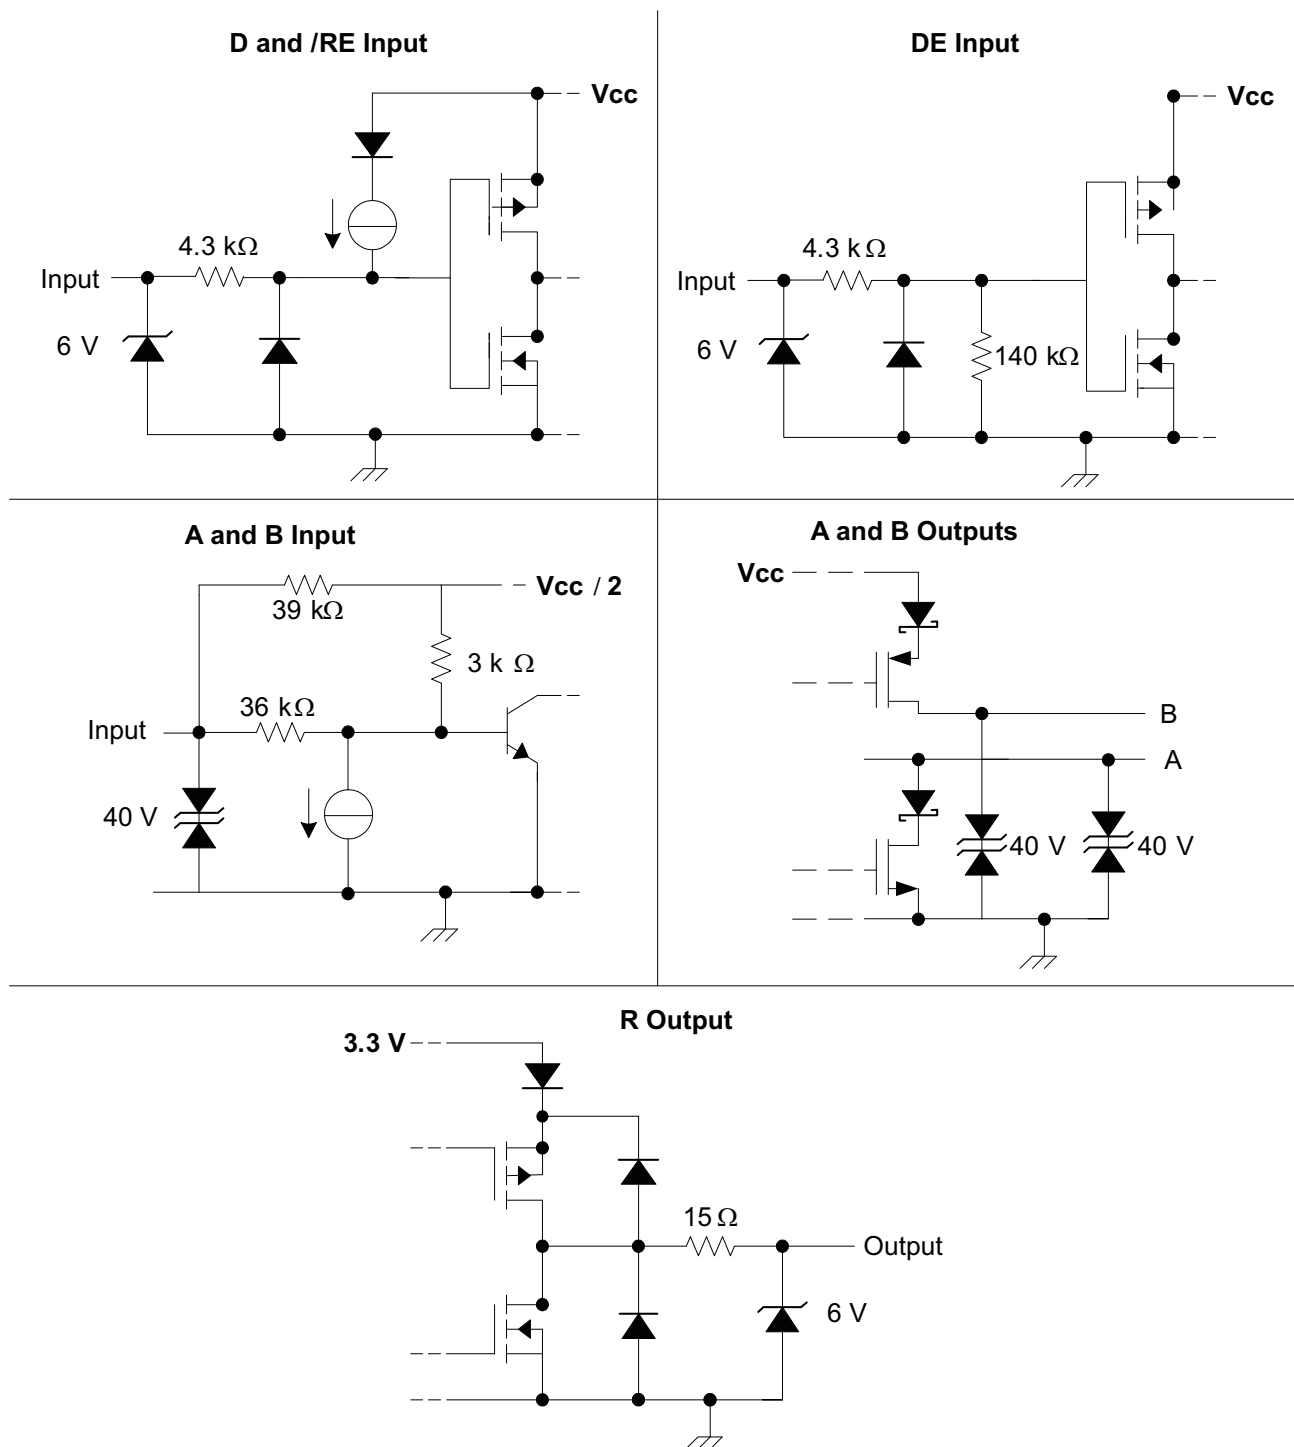 D and /RE Input
Vcc
4.3 kΩ
Input
6 V
DE Input
Vcc
4.3 k Ω
Input
6 V
140 kΩ
A and B Input
Vcc / 2
39 kΩ
3 k Ω
36 kΩ
Input
40 V
A and B Outputs
Vcc
B
A
40 V
40 V
R Output
3.3 V
15 Ω
Output
6 V